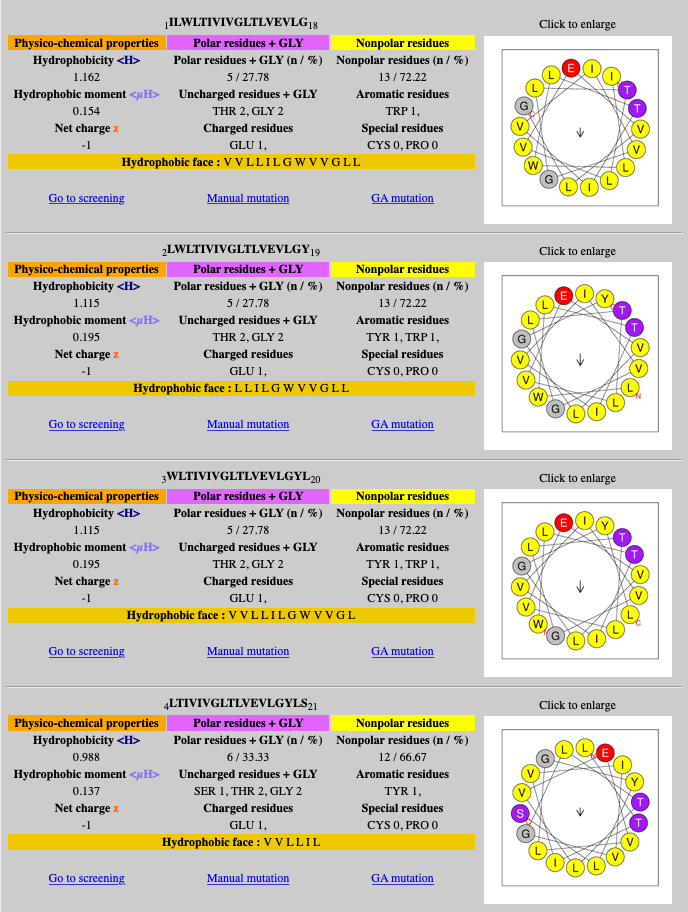 1ILWLTIVIVGLTLVEVLG18
Click to enlarge
Physico-chemical properties Polar residues + GLY Nonpolar residues
Hydrophobicity <H> Polar residues + GLY (n / %) Nonpolar residues (n / %)
1.162 5 / 27.78 13 / 72.22
Hydrophobic moment <μH> Uncharged residues + GLY Aromatic residues
0.154 THR 2, GLY 2 TRP 1,
Net charge z Charged residues Special residues
-1 GLU 1, CYS 0, PRO 0
Hydrophobic face : V V L L I L G W V V G L L
Go to screening Manual mutation GA mutation
E I I T T V V L L I L G W V V G L L
C
2LWLTIVIVGLTLVEVLGY19
Click to enlarge
Physico-chemical properties Polar residues + GLY Nonpolar residues
Hydrophobicity <H> Polar residues + GLY (n / %) Nonpolar residues (n / %)
1.115 5 / 27.78 13 / 72.22
Hydrophobic moment <μH> Uncharged residues + GLY Aromatic residues
0.195 THR 2, GLY 2 TYR 1, TRP 1,
Net charge z Charged residues Special residues
-1 GLU 1, CYS 0, PRO 0
Hydrophobic face : L L I L G W V V G L L
Go to screening Manual mutation GA mutation
E I Y T T V V L L I L G W V V G L L
N
3WLTIVIVGLTLVEVLGYL20
Click to enlarge
Physico-chemical properties Polar residues + GLY Nonpolar residues
Hydrophobicity <H> Polar residues + GLY (n / %) Nonpolar residues (n / %)
1.115 5 / 27.78 13 / 72.22
Hydrophobic moment <μH> Uncharged residues + GLY Aromatic residues
0.195 THR 2, GLY 2 TYR 1, TRP 1,
Net charge z Charged residues Special residues
-1 GLU 1, CYS 0, PRO 0
Hydrophobic face : V V L L I L G W V V G L
Go to screening Manual mutation GA mutation
E I Y T T V V L L I L G W V V G L L
C
4LTIVIVGLTLVEVLGYLS21
Click to enlarge
Physico-chemical properties Polar residues + GLY Nonpolar residues
Hydrophobicity <H> Polar residues + GLY (n / %) Nonpolar residues (n / %)
0.988 6 / 33.33 12 / 66.67
Hydrophobic moment <μH> Uncharged residues + GLY Aromatic residues
0.137 SER 1, THR 2, GLY 2 TYR 1,
Net charge z Charged residues Special residues
-1 GLU 1, CYS 0, PRO 0
Hydrophobic face : V V L L I L
Go to screening Manual mutation GA mutation
E I Y T T V V L L I L G S V V G L L